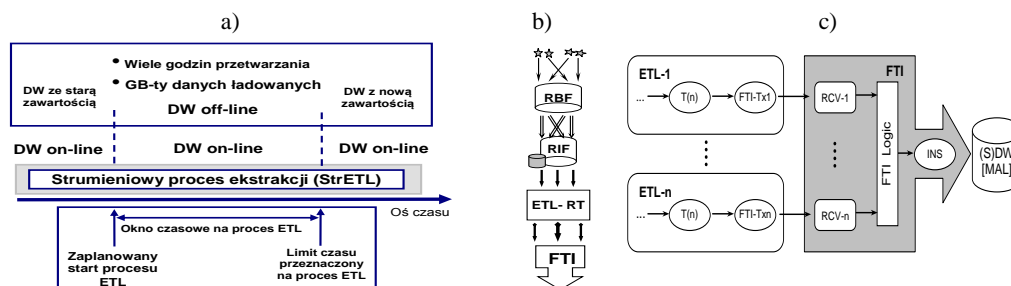 a)
• Wiele godzin przetwarzania
• GB-ty danych ładowanych
DW ze starą
zawartością
DW off-line
DW z nową
zawartością
DW on-line
DW on-line
DW on-line
Strumieniowy proces ekstrakcji (StrETL)
Oś czasu
Okno czasowe na proces ETL
Zaplanowany
start procesu
ETL
Limit czasu
przeznaczony
na proces ETL
b)
RBF
RIF
ETL- RT
FTI
c)
ETL-1
...
T(n)
FTI-Tx1
ETL-n
...
T(n)
FTI-Txn
FTI
RCV-1
RCV-n
FTI Logic
INS
(S)DW
[MAL]